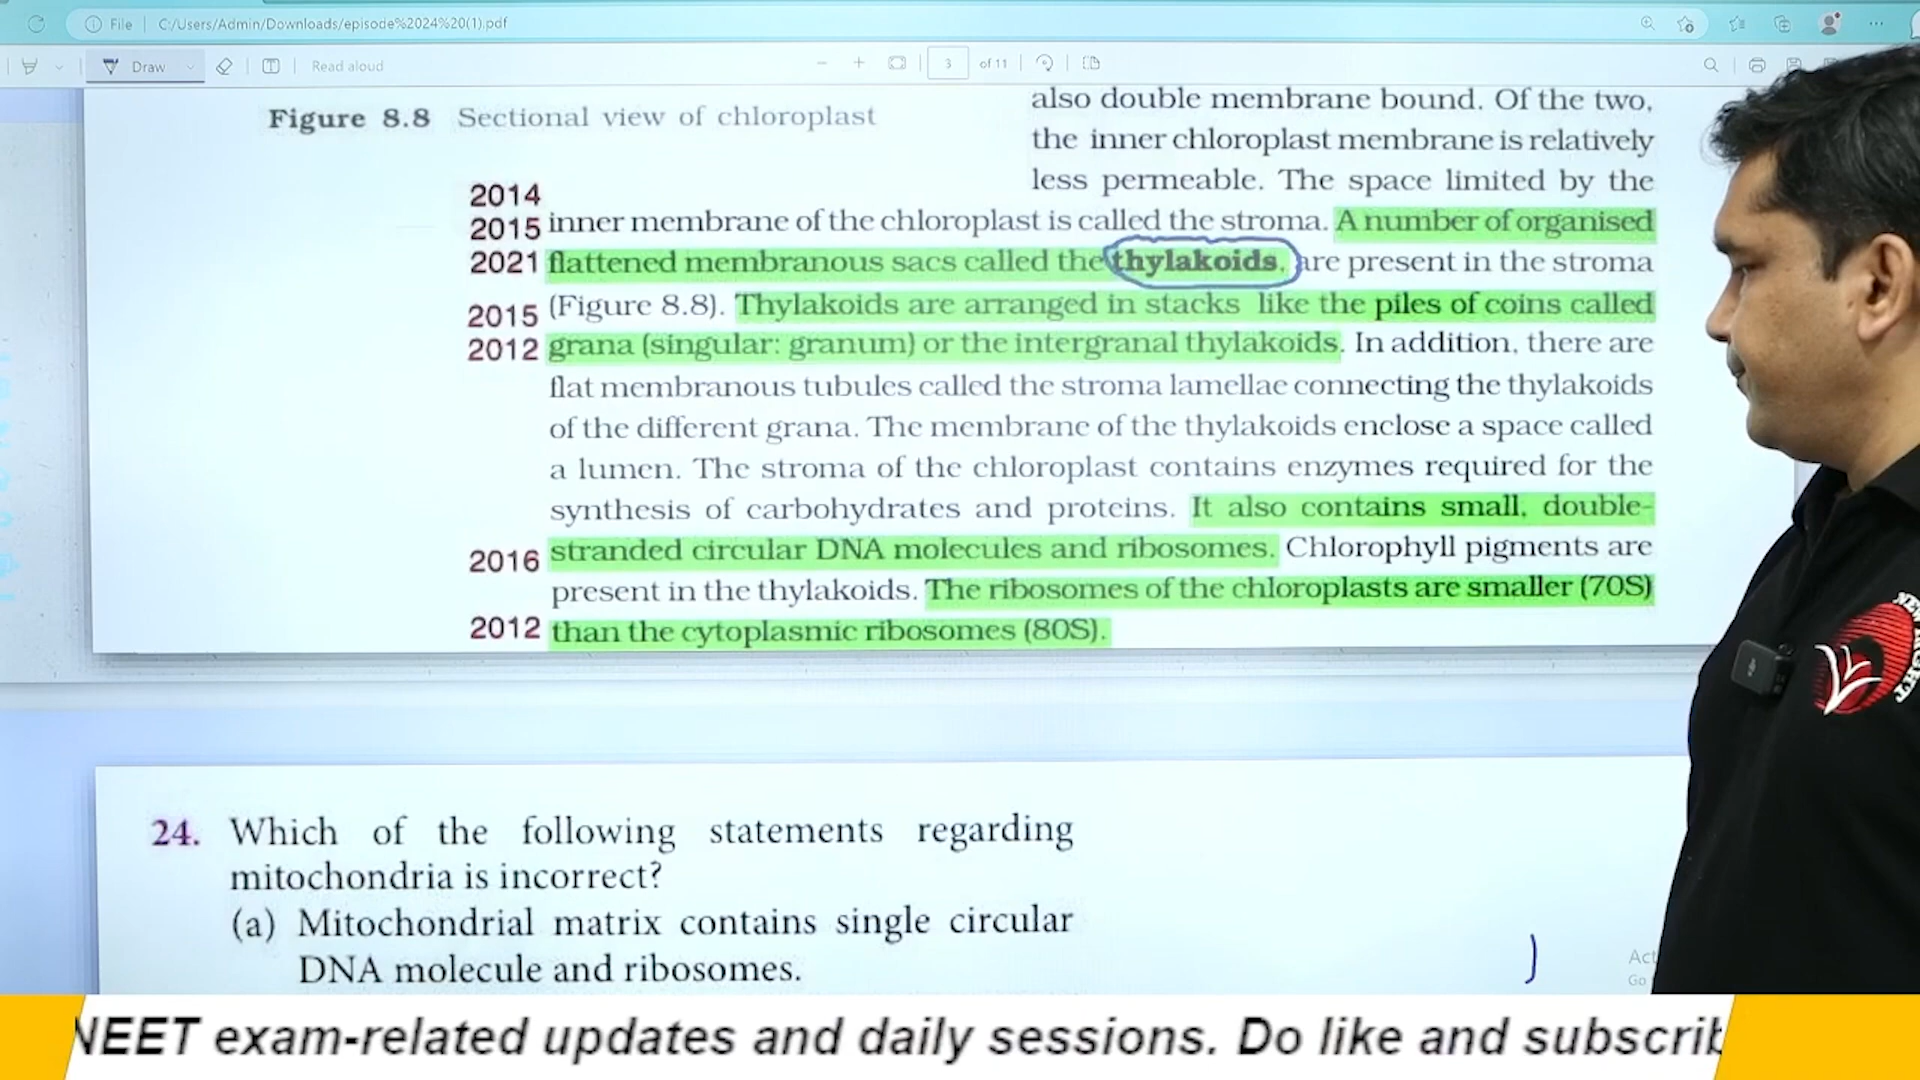 File C:/Users/Admin/Downloads/episode%2024%20(1).pdf
Draw Read aloud 3 of 11
also double membrane bound. Of the two,
Figure 8.8 Sectional view of chloroplast
the inner chloroplast membrane is relatively
less permeable. The space limited by the
2014
2015 inner membrane of the chloroplast is called the stroma. A number of organised
2021 flattened membranous sacs called the thylakoids, are present in the stroma
2015 (Figure 8.8). Thylakoids are arranged in stacks like the piles of coins called
2012 grana (singular: granum) or the intergranal thylakoids. In addition, there are
flat membranous tubules called the stroma lamellae connecting the thylakoids
of the different grana. The membrane of the thylakoids enclose a space called
a lumen. The stroma of the chloroplast contains enzymes required for the
synthesis of carbohydrates and proteins. It also contains small, double-
2016 stranded circular DNA molecules and ribosomes. Chlorophyll pigments are
present in the thylakoids. The ribosomes of the chloroplasts are smaller (70S)
2012 than the cytoplasmic ribosomes (80S).
24. Which of the following statements regarding
mitochondria is incorrect?
(a) Mitochondrial matrix contains single circular
DNA molecule and ribosomes.
Go
NEET exam-related updates and daily sessions. Do like and subscrib